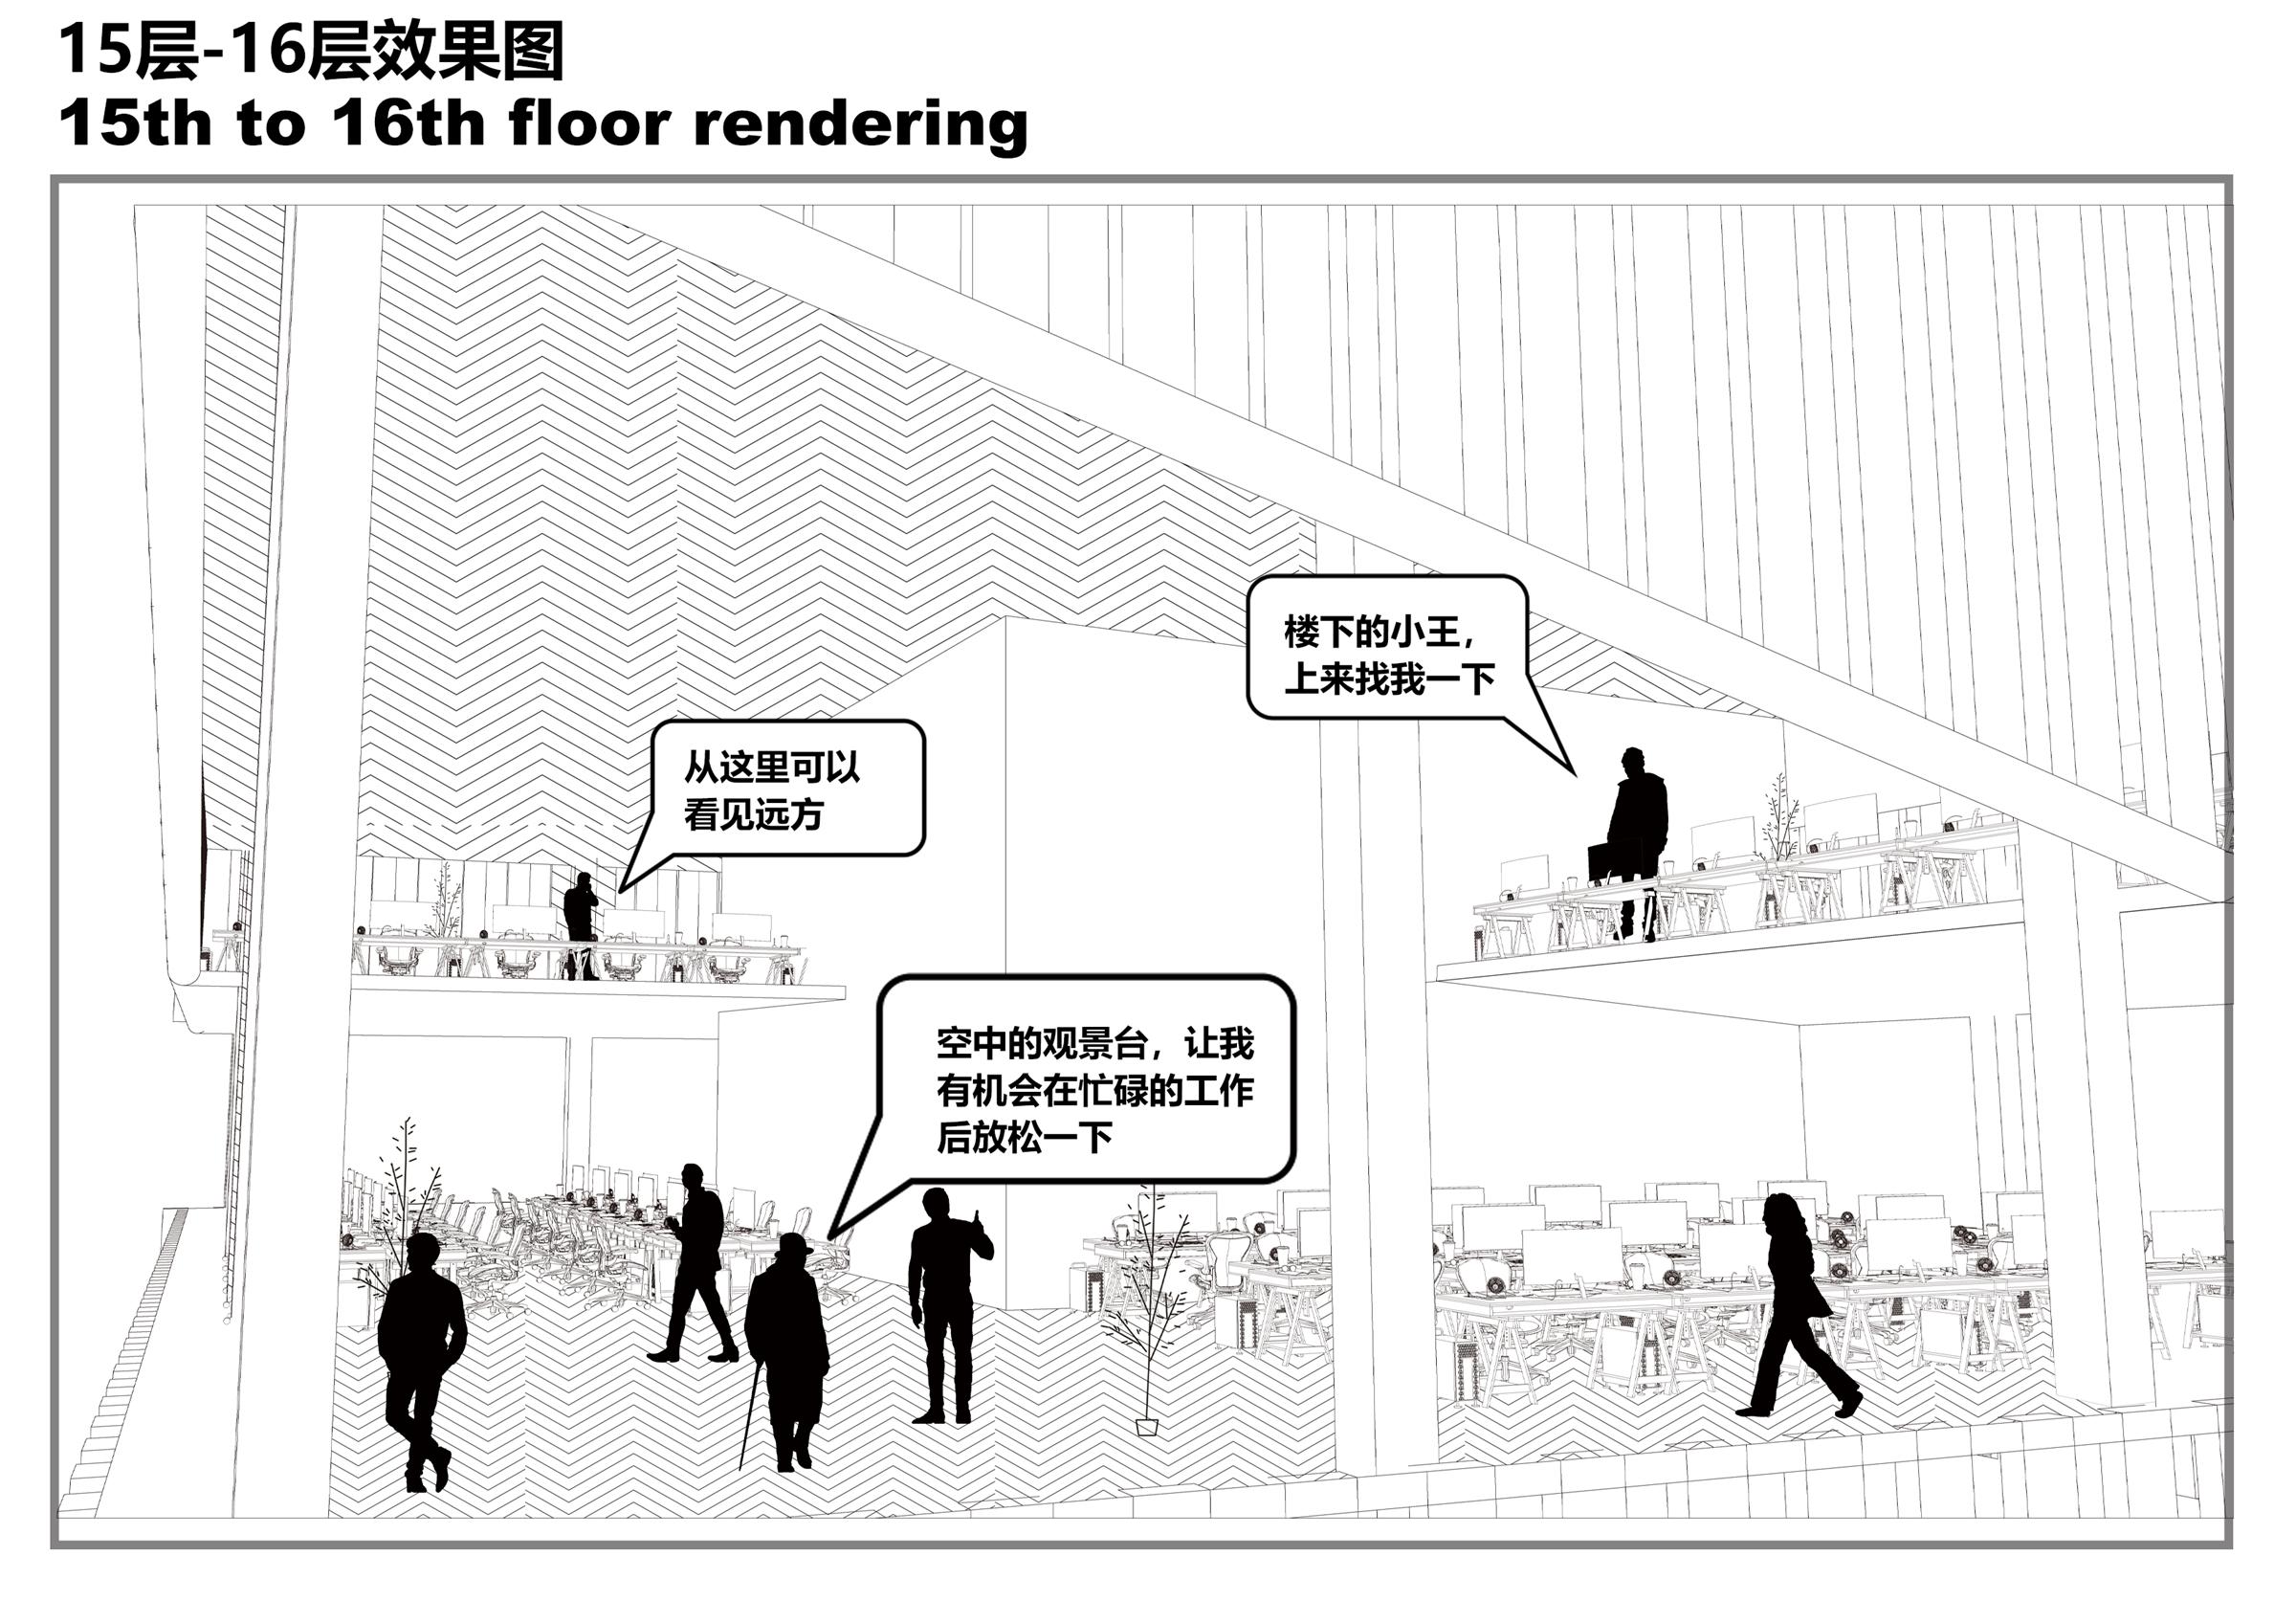 15层-16层效果图
15th to 16th floor rendering
楼下的小王，
上来找我一下
从这里可以
看见远方
空中的观景台，让我
有机会在忙碌的工作
后放松一下